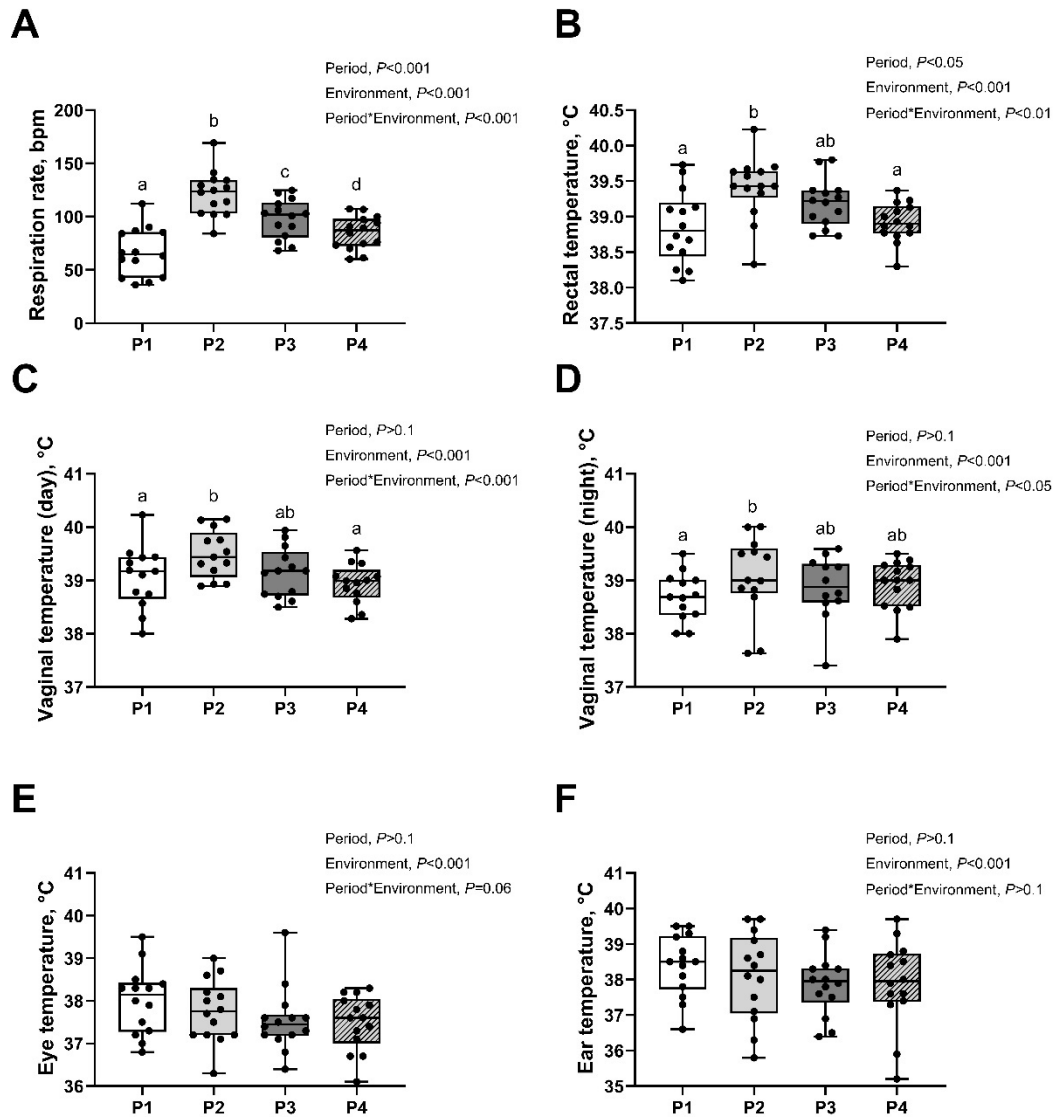 A
Period, P<0.001
Environment, P<0.001
Period*Environment, P<0.001
Respiration rate, bpm
200
150
100
50
0
a
b
c
d
P1
P2
P3
P4
B
Period, P<0.05
Environment, P<0.001
Period*Environment, P<0.01
Rectal temperature, °C
40.5
40.0
39.5
39.0
38.5
38.0
37.5
a
b
ab
a
P1
P2
P3
P4
C
Period, P>0.1
Environment, P<0.001
Period*Environment, P<0.001
Vaginal temperature (day), °C
41
40
39
38
37
a
b
ab
a
P1
P2
P3
P4
D
Period, P>0.1
Environment, P<0.001
Period*Environment, P<0.05
Vaginal temperature (night), °C
41
40
39
38
37
a
b
ab
ab
P1
P2
P3
P4
E
Period, P>0.1
Environment, P<0.001
Period*Environment, P=0.06
Eye temperature, °C
41
40
39
38
37
36
P1
P2
P3
P4
F
Period, P>0.1
Environment, P<0.001
Period*Environment, P>0.1
Ear temperature, °C
41
40
39
38
37
36
35
P1
P2
P3
P4